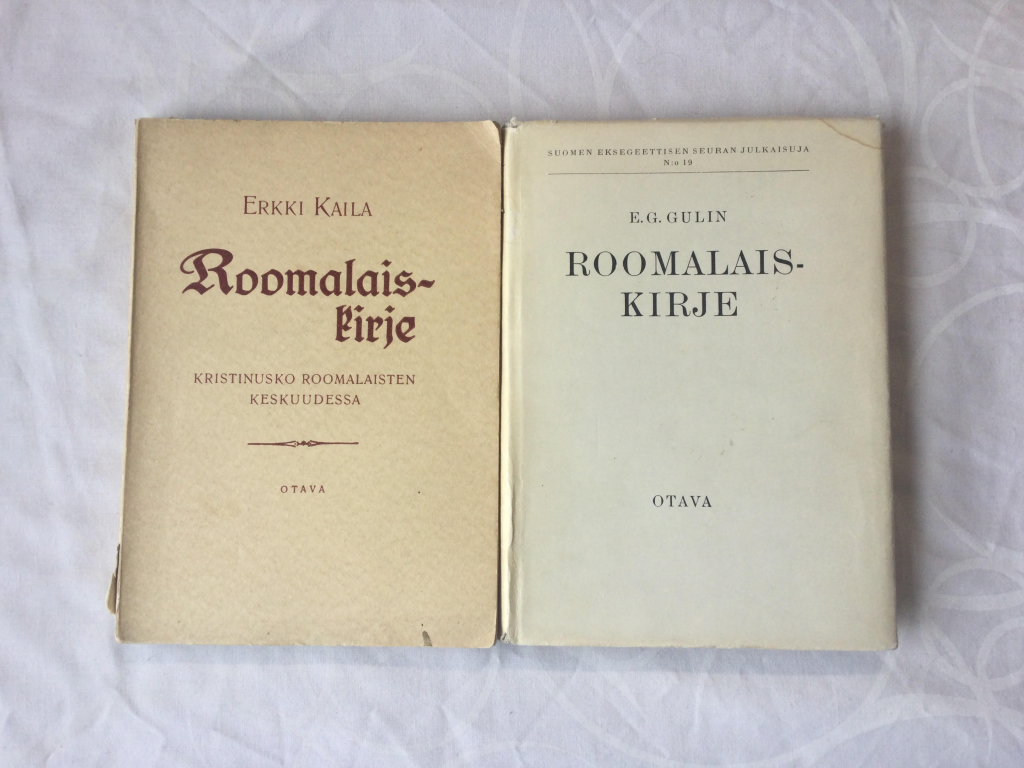 ERKKI KAILA
Roomalais-
kirje
KRISTINUSKO ROOMALAISTEN
KESKUUDESSA
OTAVA
SUOMEN EKSEGEETTISEN SEURAN JULKAISUJA
N:o 19
E.G. GULIN
ROOMALAIS-
KIRJE
OTAVA